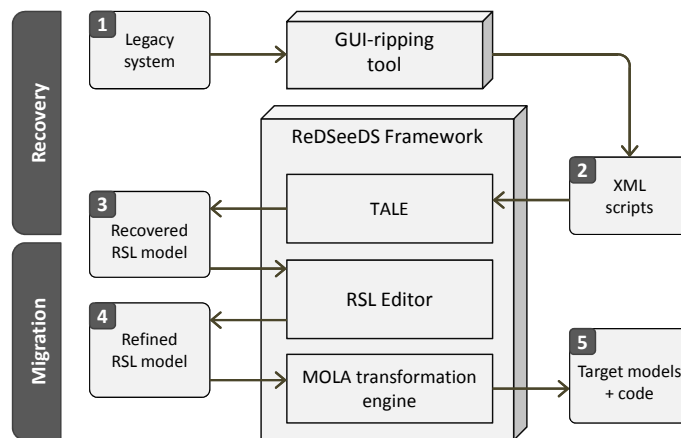 Recovery
Migration
1
Legacy
system
GUI-ripping
tool
ReDSeeDS Framework
2
XML
scripts
TALE
3
Recovered
RSL model
RSL Editor
4
Refined
RSL model
MOLA transformation
engine
5
Target models
+ code